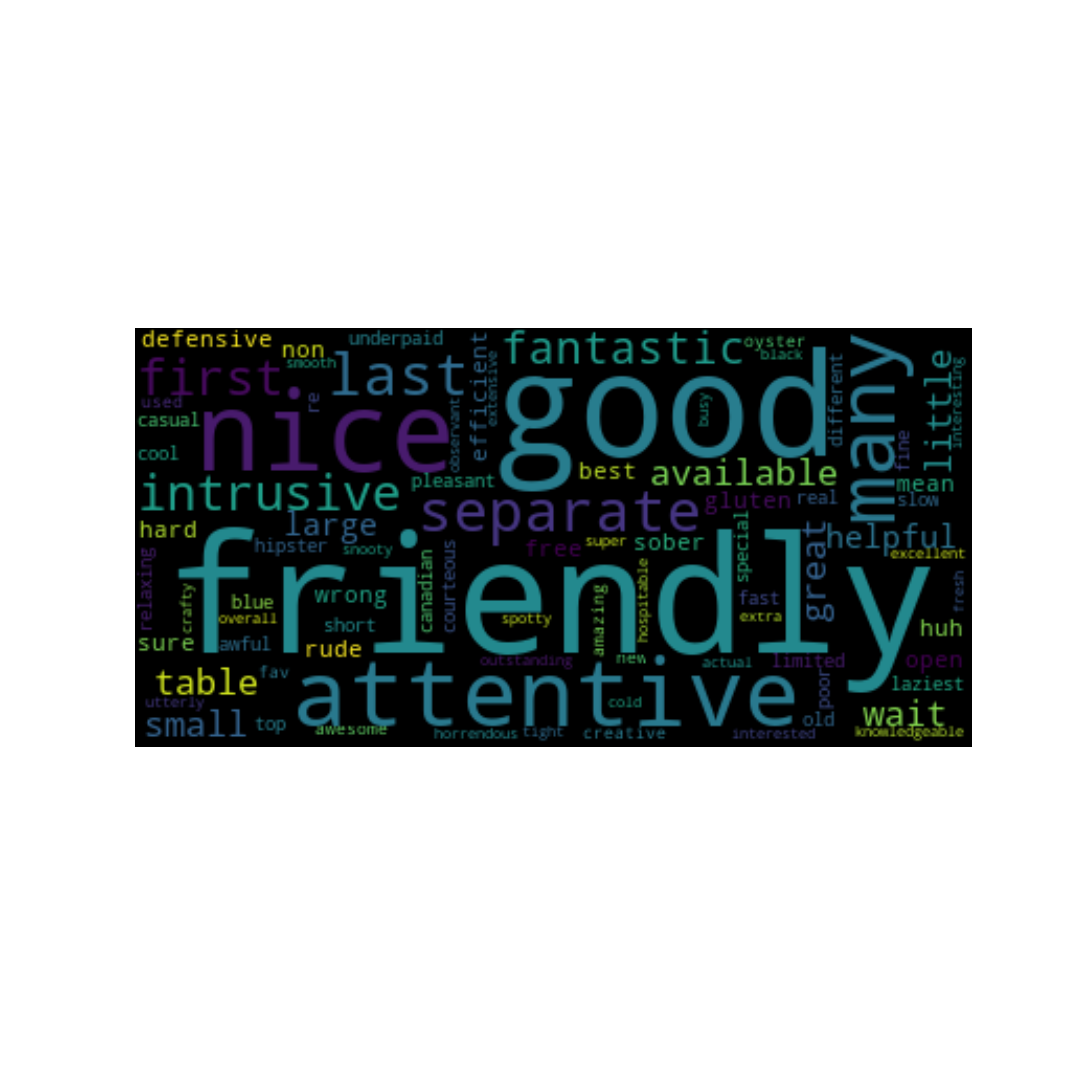 defensive
non
underpaid
smooth
fantastic
oyster
black
first
last
efficient
extensive
good
many
little
interesting
used
re
nice
observant
busy
different
fine
casual
cool
intrusive
pleasant
best
available
mean
separate
gluten
real
slow
hard
large
hipster
snooty
free
super
sober
special
helpful
excellent
friendly
relaxing
crafty
blue
overall
wrong
short
canadian
courteous
spotty
amazing
hospitable
fast
extra
great
fresh
huh
sure
awful
rude
outstanding
new
actual
limited
open
table
fav
attentive
cold
poor
laziest
utterly
small
top
awesome
horrendous
tight
creative
interested
old
wait
knowledgeable